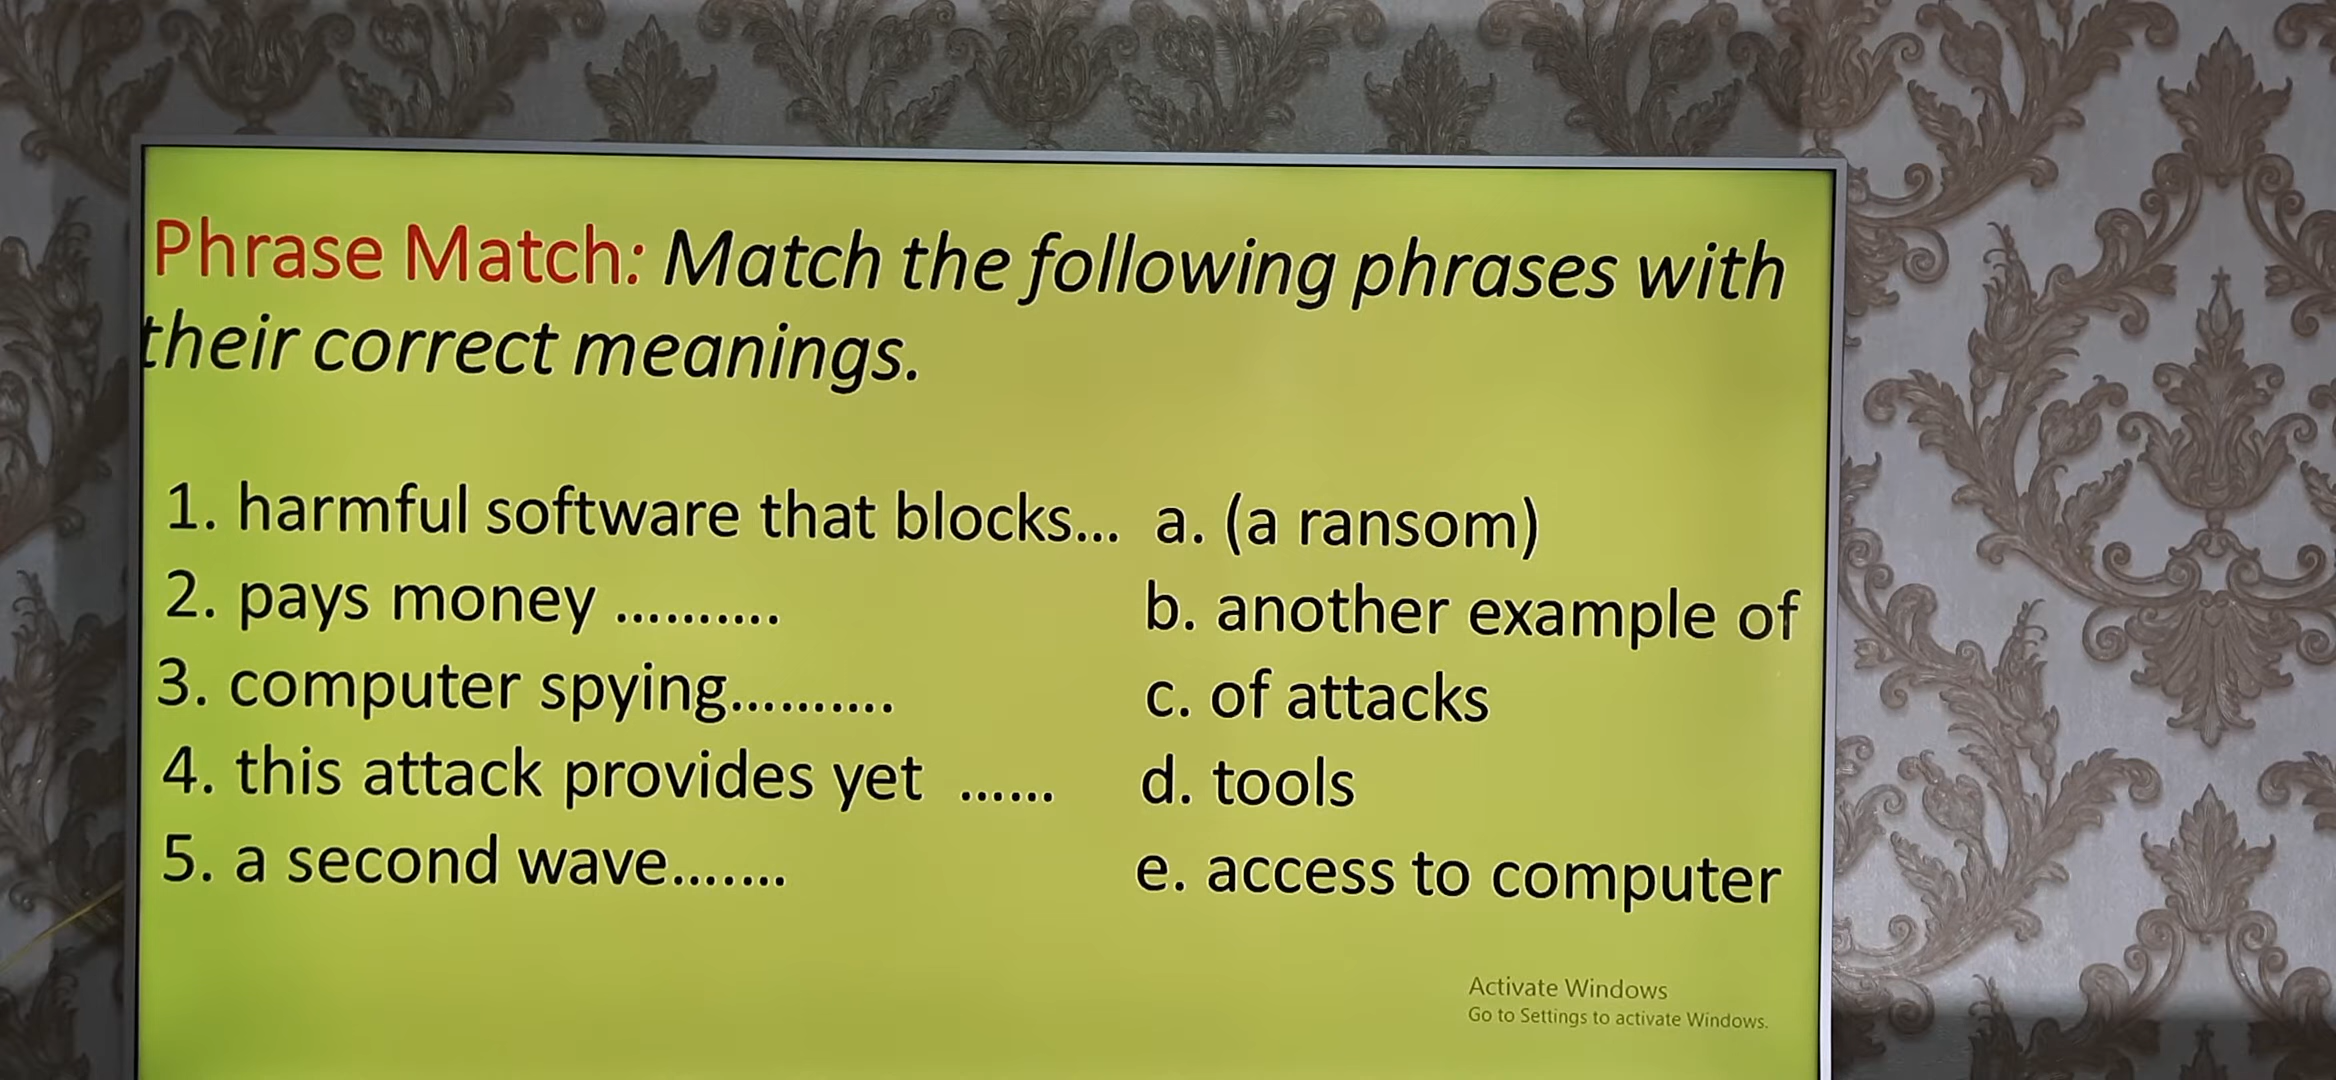 Phrase Match: Match the following phrases with
their correct meanings.
1. harmful software that blocks... a. (a ransom)
2. pays money .......... b. another example of
3. computer spying.......... c. of attacks
4. this attack provides yet ...... d. tools
5. a second wave....... e. access to computer
Activate Windows
Go to Settings to activate Windows.